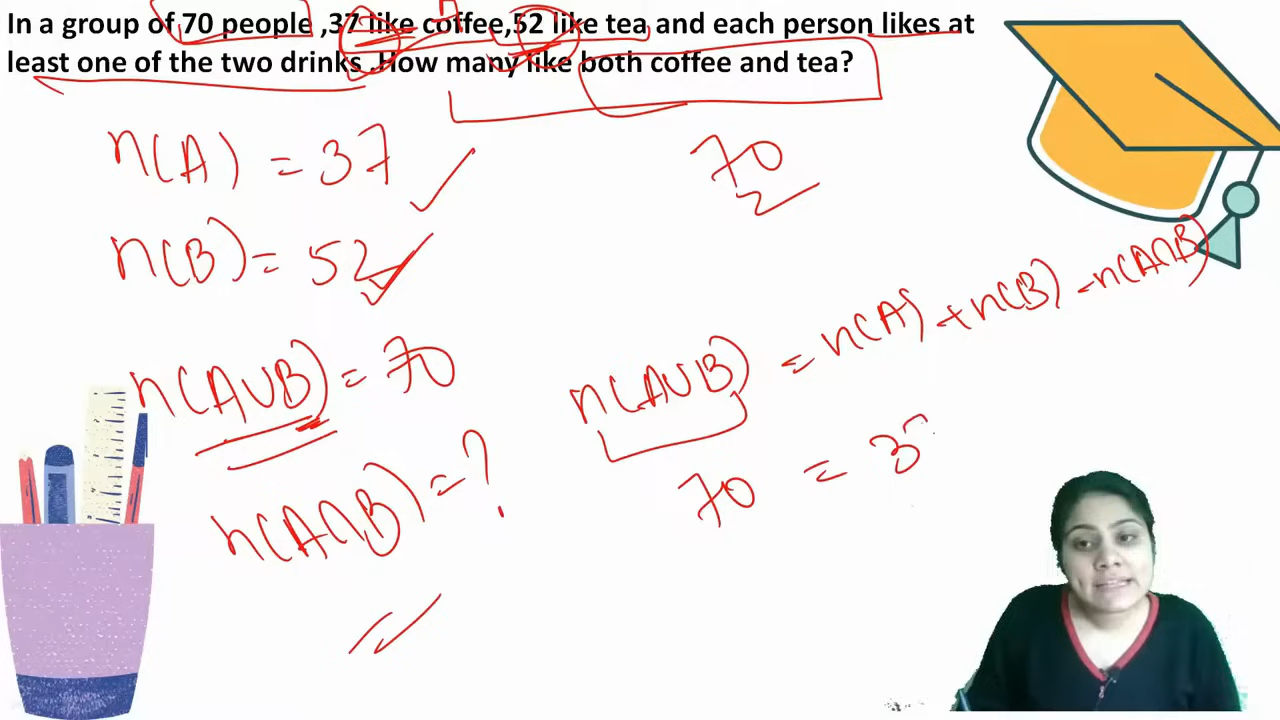 In a group of 70 people ,37 like coffee,52 like tea and each person likes at
least one of the two drinks . How many like both coffee and tea?
n(A) = 37
70
n(B) = 52
n(A∪B) = 70
n(A∪B) = n(A) + n(B) - n(A∩B)
n(A∩B) = ?
70 = 3